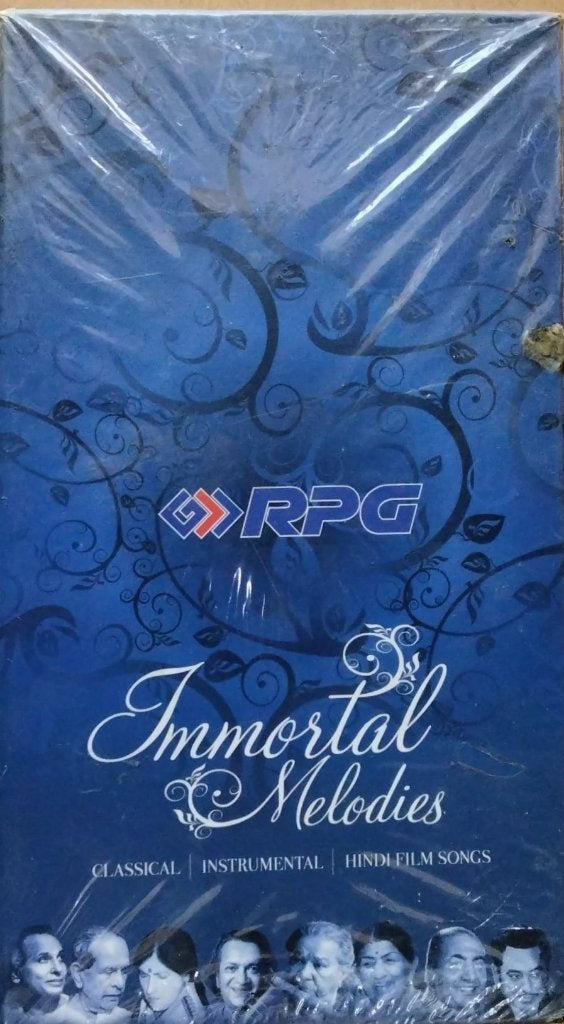 RPG
Immortal
Melodies
CLASSICAL | INSTRUMENTAL | HINDI FILM SONGS